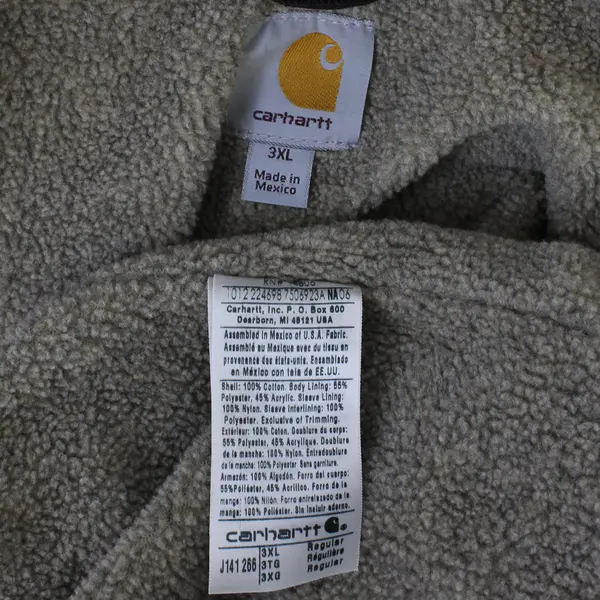 carhartt
3XL
Made in
Mexico
1012 224698 7506923A NA06
Carhartt, Inc. P. O. Box 600
Dearborn, MI 48121 USA
Assembled in Mexico of U.S.A. Fabric.
Assemblé au Mexique avec du tissu en
provenance des états-unis. Ensamblado
en México con tela de EE.UU.
Shell: 100% Cotton. Body Lining: 55%
Polyester, 45% Acrylic. Sleeve Lining:
100% Nylon. Sleeve Interlining: 100%
Polyester. Exclusive of Trimming.
Extérieur: 100% Coton. Doublure du corps:
55% Polyester, 45% Acrylique. Doublure
de la manche: 100% Nylon. Entredoublure
de la manche: 100% Polyester Sans garniture.
Armazón: 100% Algodón. Forro del cuerpo:
55%Poliéster, 45% Acrílico. Forro de la
manga: 100% Nilón. Forro entrelazado de la
manga: 100% Poliéster. Sin incluir adorno.
carhartt
J141 266
3XL Regular
3TG Régulière
3XG Regular